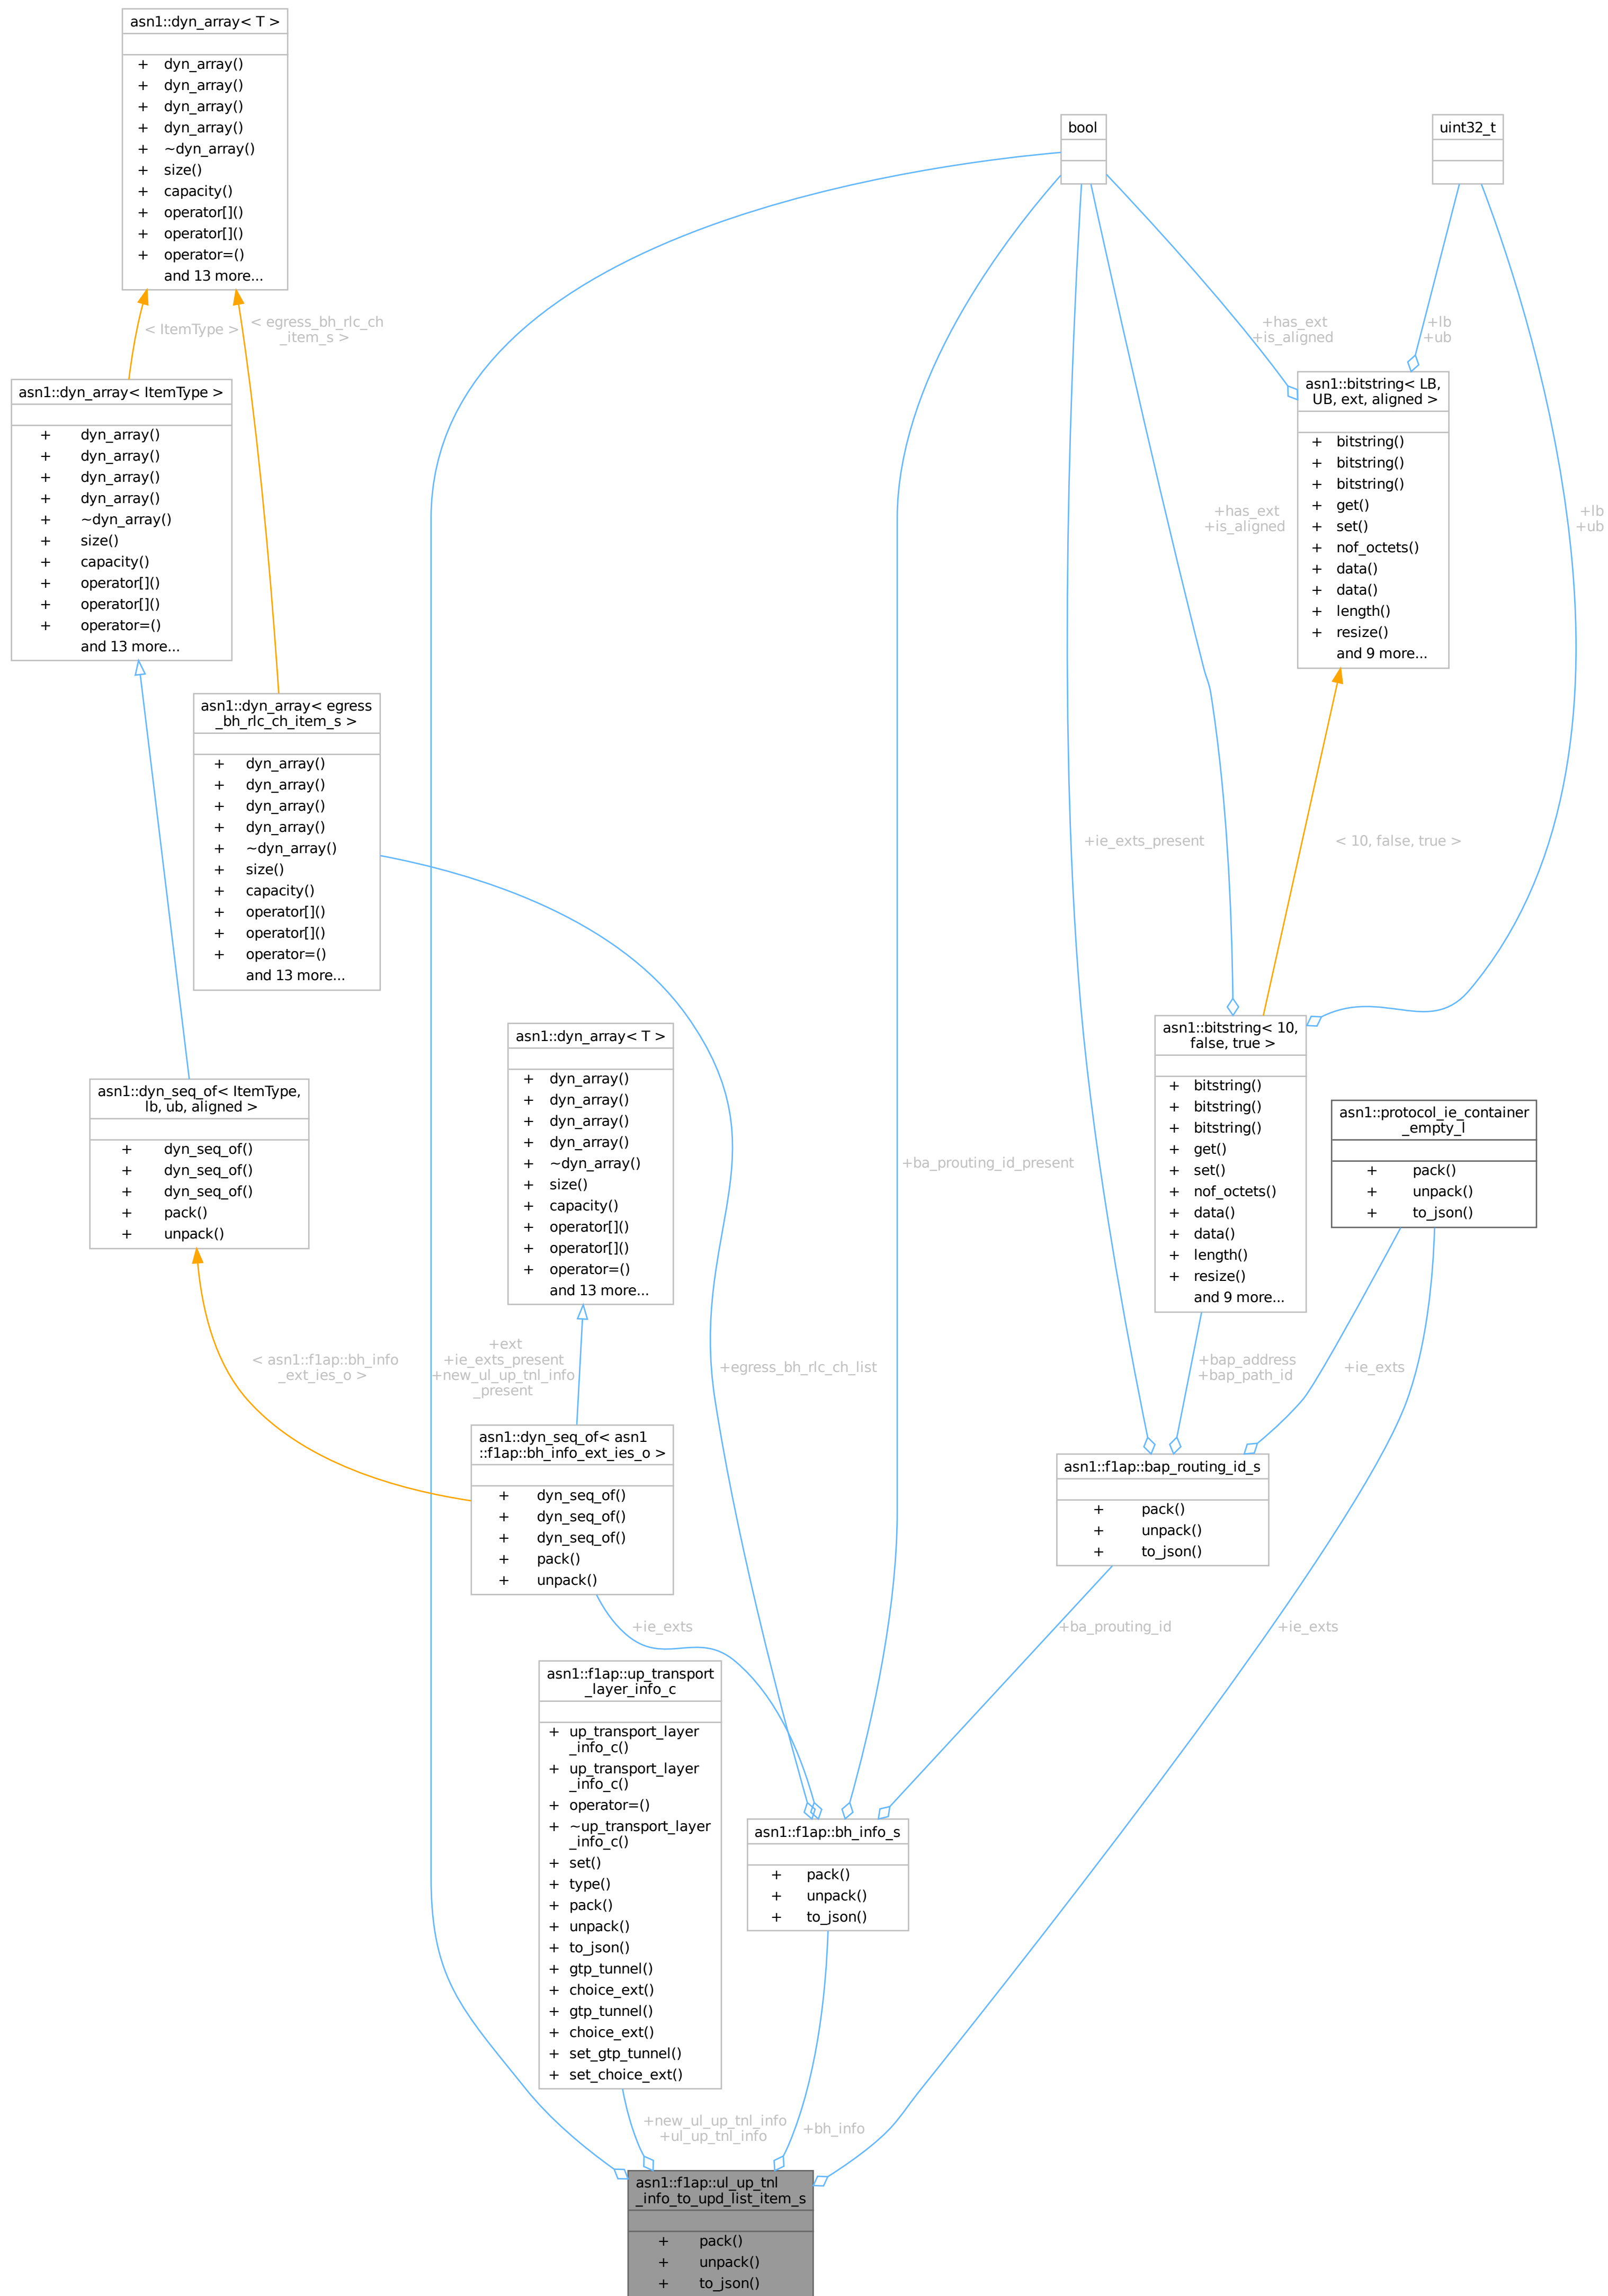 asn1::dyn_array< T >
+ dyn_array()
+ dyn_array()
+ dyn_array()
+ dyn_array()
+ ~dyn_array()
+ size()
+ capacity()
+ operator[]()
+ operator[]()
+ operator=()
and 13 more...
bool
uint32_t
< ItemType >
< egress_bh_rlc_ch
_item_s >
+has_ext
+is_aligned
+lb
+ub
asn1::dyn_array< ItemType >
+ dyn_array()
+ dyn_array()
+ dyn_array()
+ dyn_array()
+ ~dyn_array()
+ size()
+ capacity()
+ operator[]()
+ operator[]()
+ operator=()
and 13 more...
asn1::bitstring< LB,
UB, ext, aligned >
+ bitstring()
+ bitstring()
+ bitstring()
+ get()
+ set()
+ nof_octets()
+ data()
+ data()
+ length()
+ resize()
and 9 more...
+has_ext
+is_aligned
+lb
+ub
asn1::dyn_array< egress
_bh_rlc_ch_item_s >
+ dyn_array()
+ dyn_array()
+ dyn_array()
+ dyn_array()
+ ~dyn_array()
+ size()
+ capacity()
+ operator[]()
+ operator[]()
+ operator=()
and 13 more...
+ie_exts_present
< 10, false, true >
asn1::dyn_array< T >
+ dyn_array()
+ dyn_array()
+ dyn_array()
+ dyn_array()
+ ~dyn_array()
+ size()
+ capacity()
+ operator[]()
+ operator[]()
+ operator=()
and 13 more...
asn1::bitstring< 10,
false, true >
+ bitstring()
+ bitstring()
+ bitstring()
+ get()
+ set()
+ nof_octets()
+ data()
+ data()
+ length()
+ resize()
and 9 more...
asn1::dyn_seq_of< ItemType,
lb, ub, aligned >
+ dyn_seq_of()
+ dyn_seq_of()
+ dyn_seq_of()
+ pack()
+ unpack()
asn1::protocol_ie_container
_empty_l
+ pack()
+ unpack()
+ to_json()
+ba_prouting_id_present
< asn1::f1ap::bh_info
_ext_ies_o >
+ext
+ie_exts_present
+new_ul_up_tnl_info
_present
+egress_bh_rlc_ch_list
+bap_address
+bap_path_id
+ie_exts
asn1::dyn_seq_of< asn1
::f1ap::bh_info_ext_ies_o >
+ dyn_seq_of()
+ dyn_seq_of()
+ dyn_seq_of()
+ pack()
+ unpack()
asn1::f1ap::bap_routing_id_s
+ pack()
+ unpack()
+ to_json()
+ie_exts
+ba_prouting_id
+ie_exts
asn1::f1ap::up_transport
_layer_info_c
+ up_transport_layer
_info_c()
+ up_transport_layer
_info_c()
+ operator=()
+ ~up_transport_layer
_info_c()
+ set()
+ type()
+ pack()
+ unpack()
+ to_json()
+ gtp_tunnel()
+ choice_ext()
+ gtp_tunnel()
+ choice_ext()
+ set_gtp_tunnel()
+ set_choice_ext()
asn1::f1ap::bh_info_s
+ pack()
+ unpack()
+ to_json()
+new_ul_up_tnl_info
+ul_up_tnl_info
+bh_info
asn1::f1ap::ul_up_tnl
_info_to_upd_list_item_s
+ pack()
+ unpack()
+ to_json()